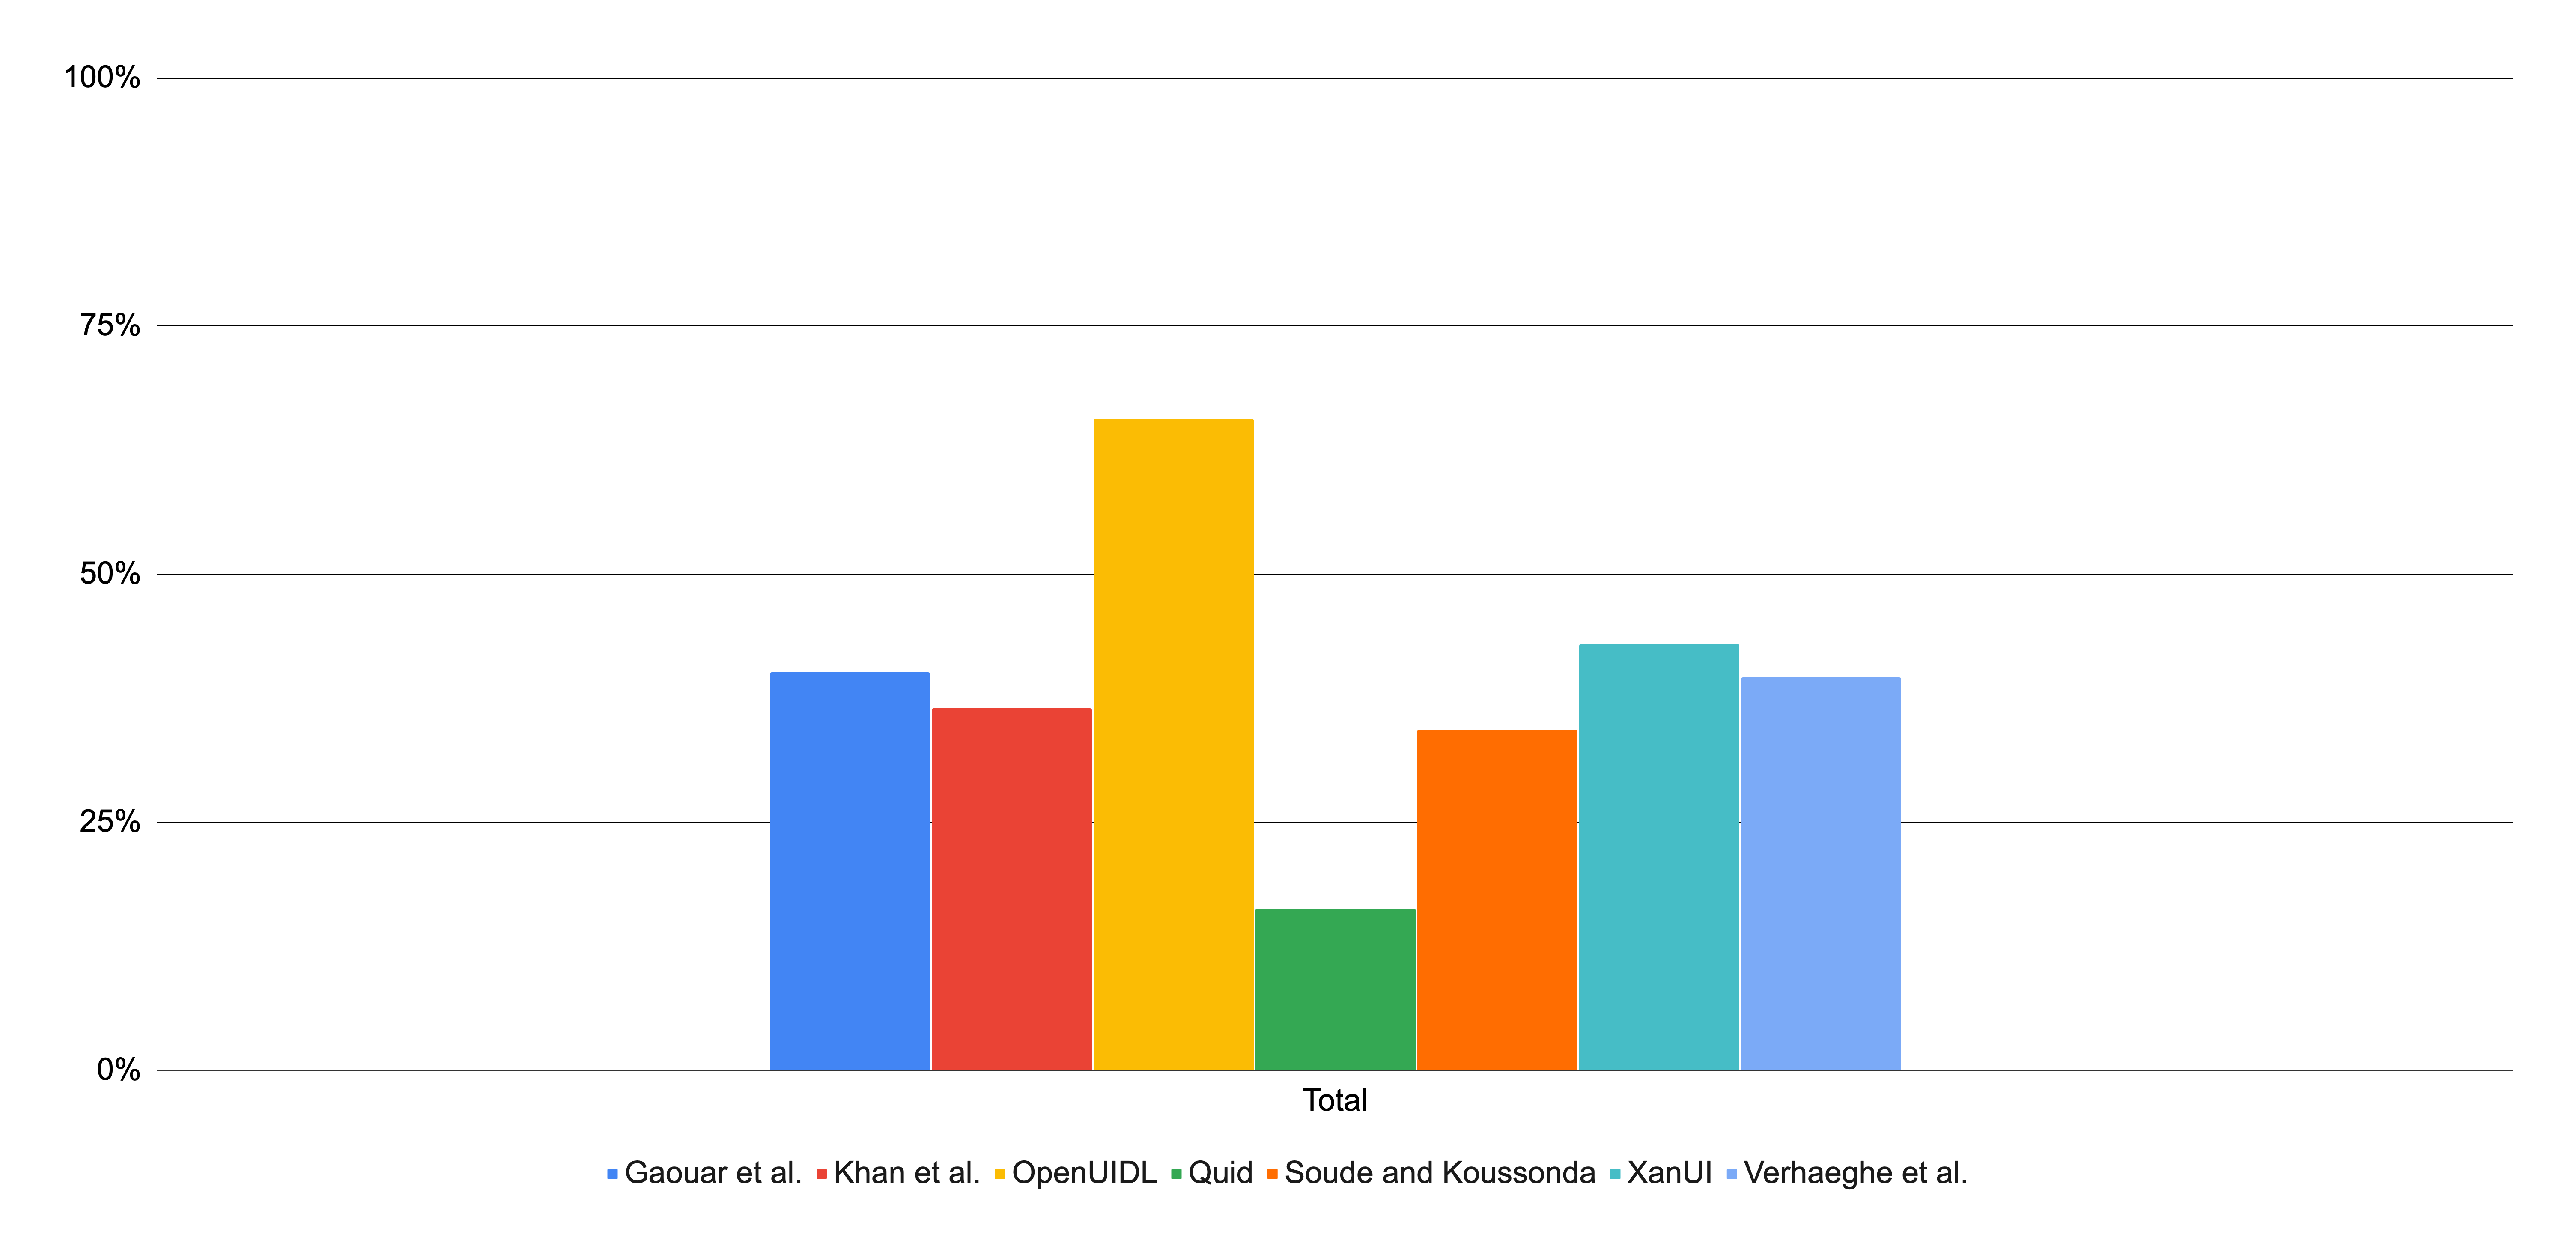 100%
75%
50%
25%
0%
Total
Gaouar et al. Khan et al. OpenUIDL Quid Soude and Koussonda XanUI Verhaeghe et al.